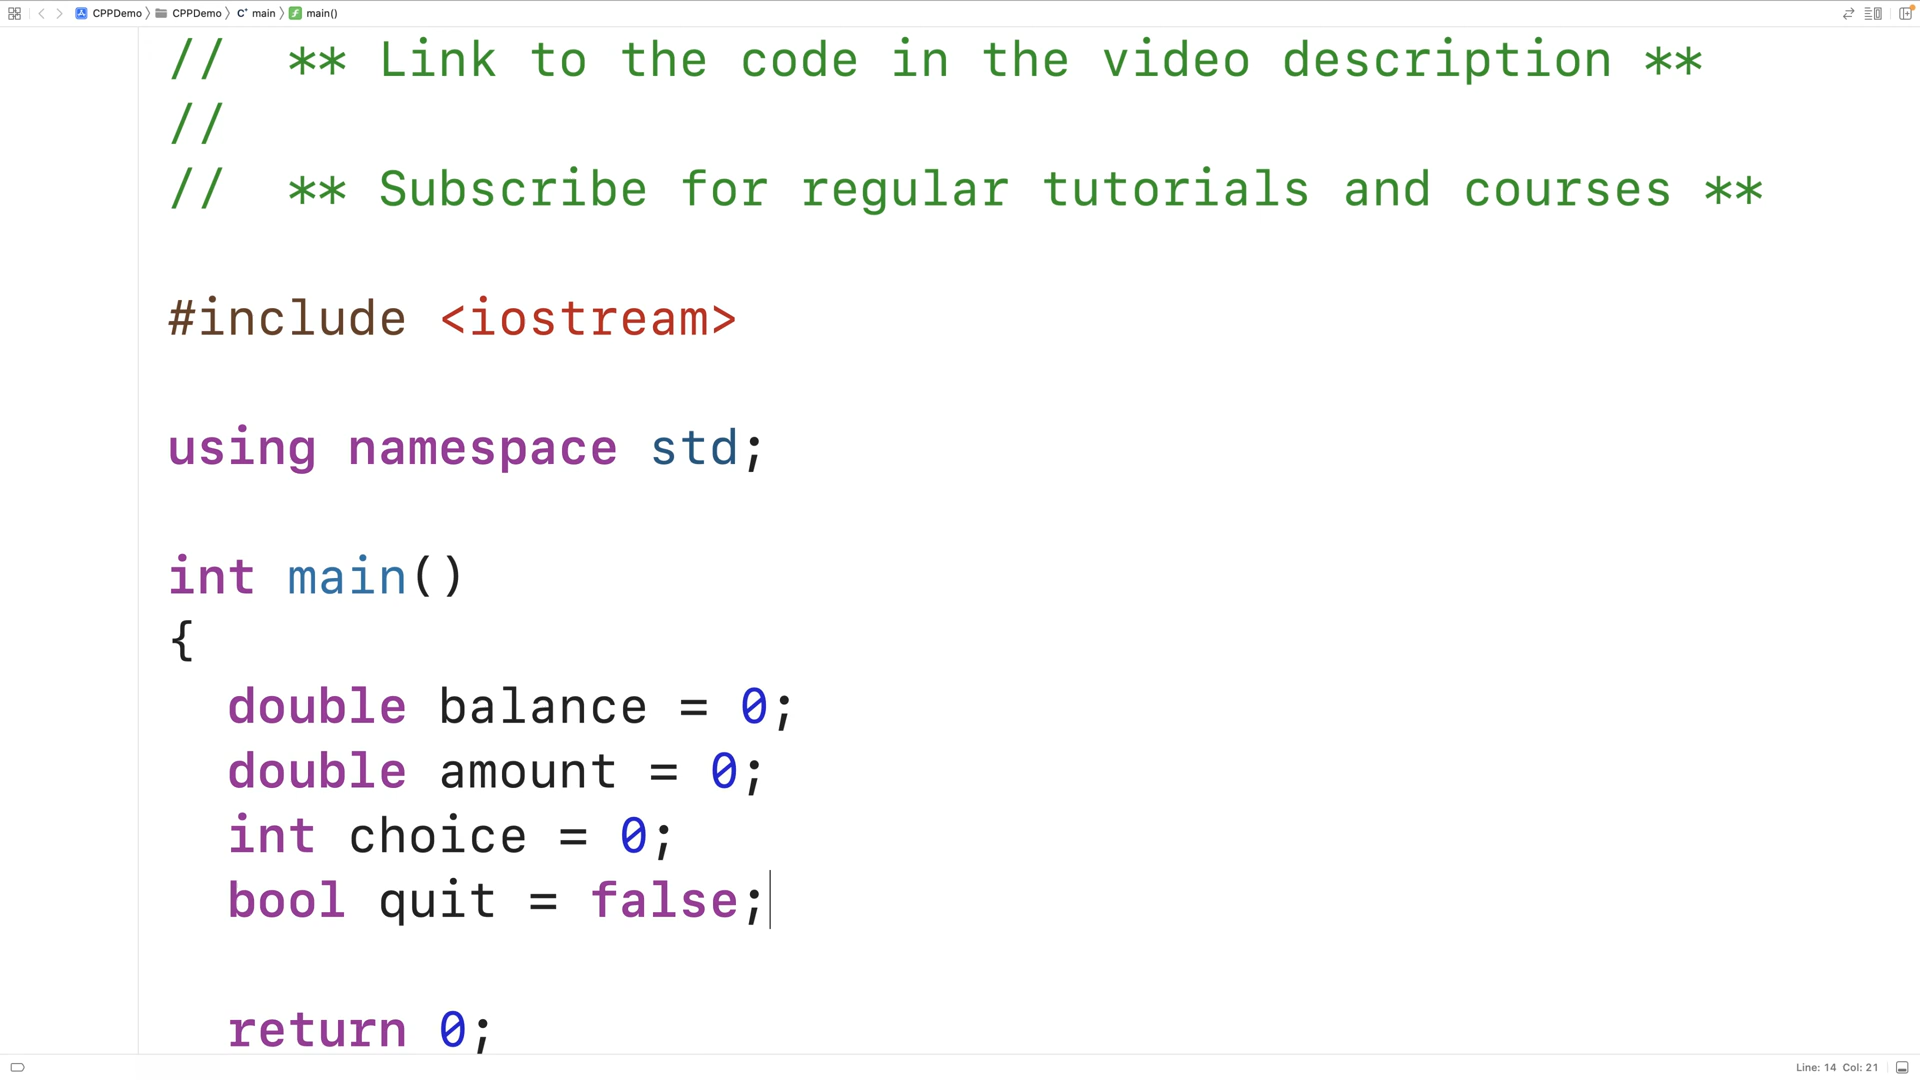 CPPDemo CPPDemo C+ main f main()
//  ** Link to the code in the video description **
//
//  ** Subscribe for regular tutorials and courses **
#include <iostream>
using namespace std;
int main()
{
  double balance = 0;
  double amount = 0;
  int choice = 0;
  bool quit = false;
  return 0;
Line: 14 Col: 21